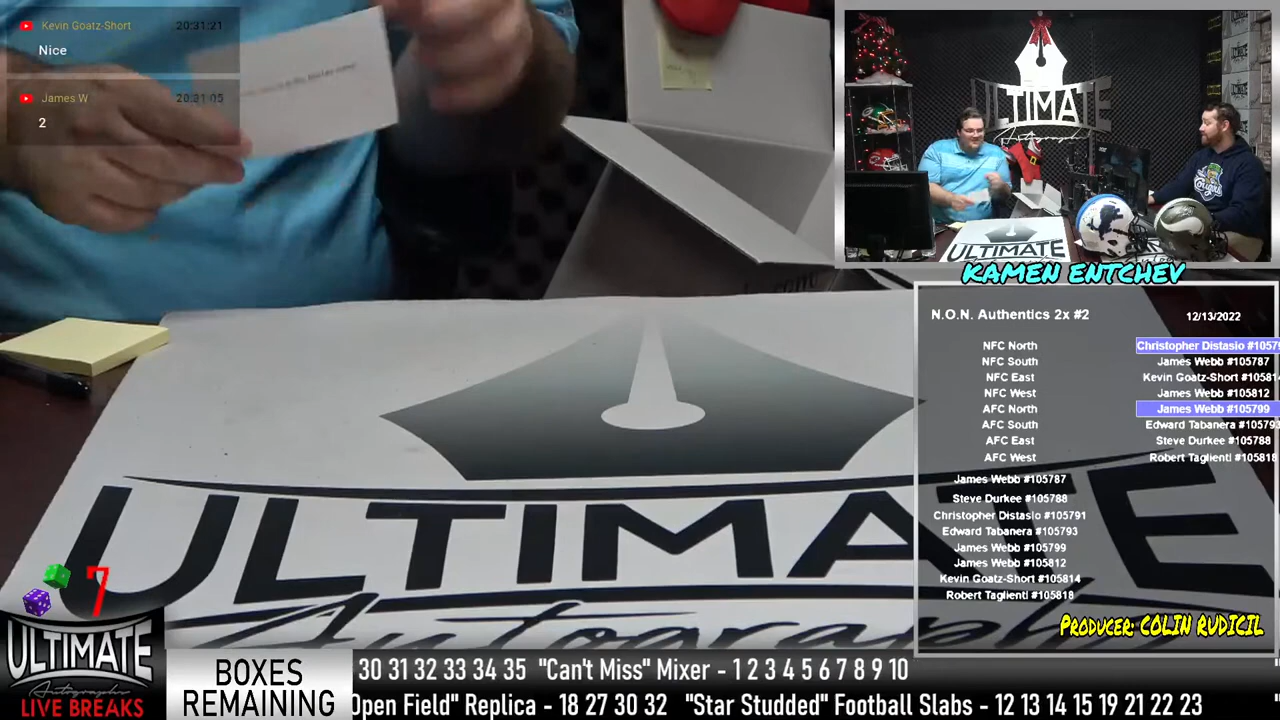 Kevin Goatz-Short 20:31:21
Nice
James W 20:31:05
2
ULTIMATE
ULTIMATE
KAMEN ENTCHEV
N.O.N. Authentics 2x #2 12/13/2022
NFC North Christopher Distasio #1057
NFC South James Webb #105787
NFC East Kevin Goatz-Short #10581
NFC West James Webb #105812
AFC North James Webb #105799
AFC South Edward Tabanera #10579
AFC East Steve Durkee #105788
AFC West Robert Taglienti #105818
James Webb #105787
Steve Durkee #105788
Christopher Distasio #105791
Edward Tabanera #105793
James Webb #105799
James Webb #105812
Kevin Goatz-Short #105814
Robert Taglienti #105818
Producer: COLIN RUDICIL
ULTIMATE
Autographs
7
ULTIMATE
Autographs
LIVE BREAKS
BOXES
REMAINING
30 31 32 33 34 35 "Can't Miss" Mixer - 1 2 3 4 5 6 7 8 9 10
Open Field" Replica - 18 27 30 32 "Star Studded" Football Slabs - 12 13 14 15 19 21 22 23